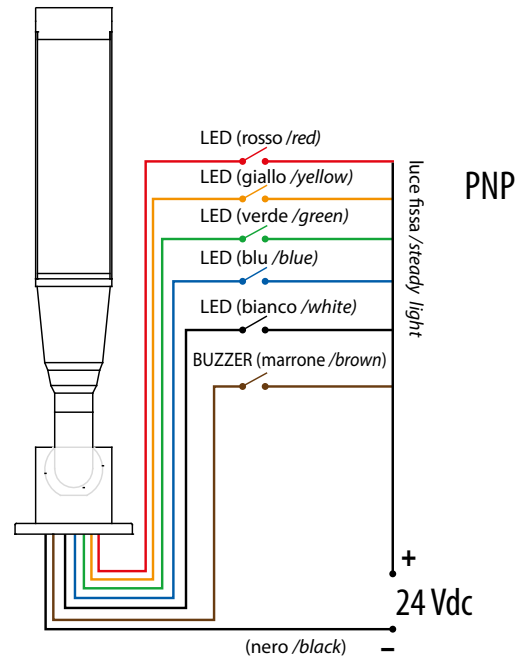 LED (rosso /red)
LED (giallo /yellow)
LED (verde /green)
LED (blu /blue)
LED (bianco /white)
BUZZER (marrone /brown)
luce fissa /steady light
PNP
+
24 Vdc
–
(nero /black)